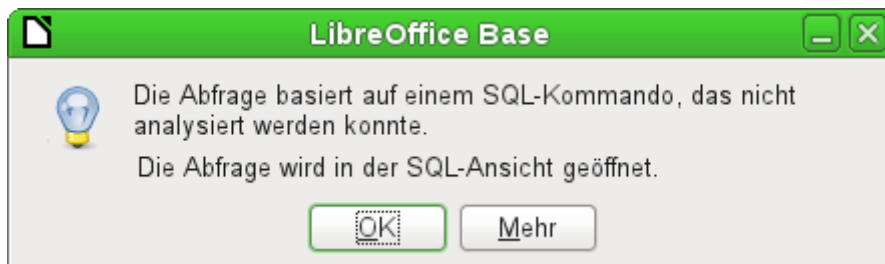 LibreOffice Base
Die Abfrage basiert auf einem SQL-Kommando, das nicht
analysiert werden konnte.
Die Abfrage wird in der SQL-Ansicht geöffnet.
OK Mehr